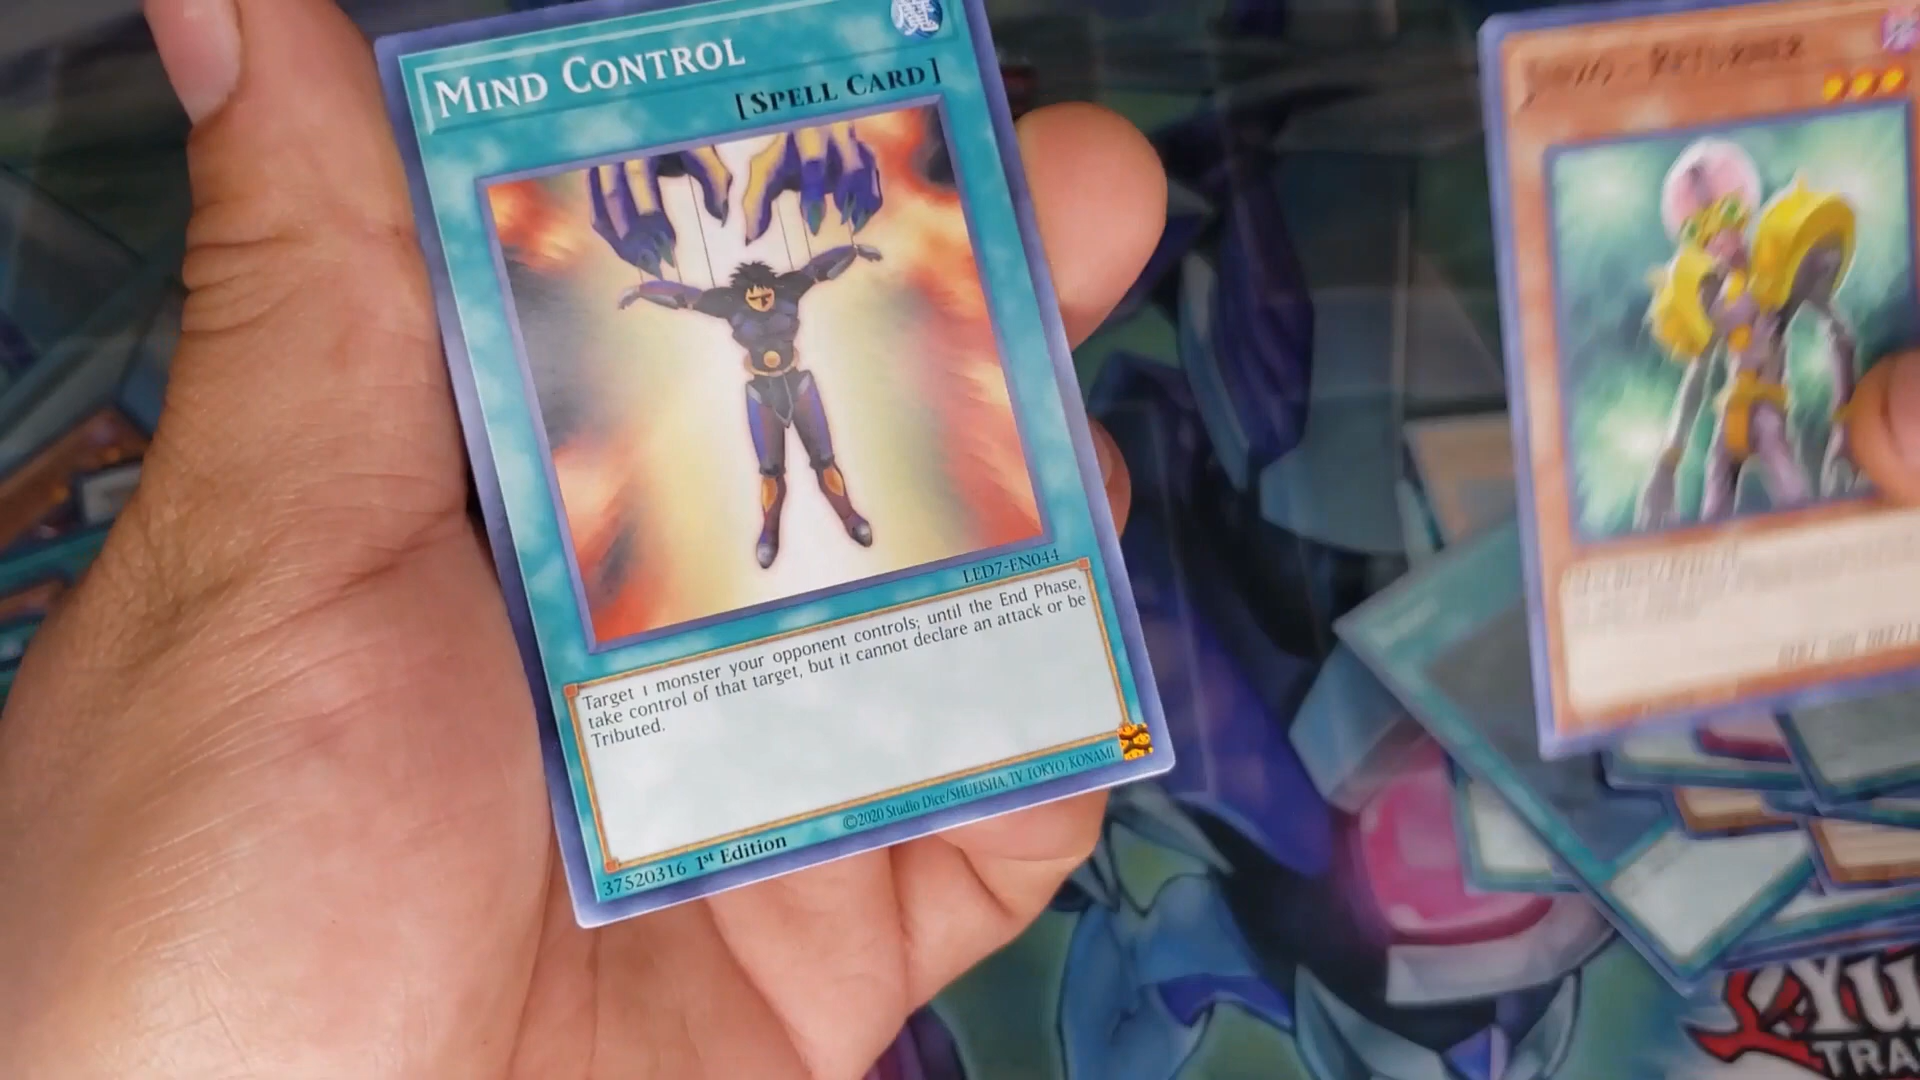 MIND CONTROL
魔
[SPELL CARD]
LED7-EN044
Target 1 monster your opponent controls; until the End Phase,
take control of that target, but it cannot declare an attack or be
Tributed.
37520316 1st Edition
©2020 Studio Dice/SHUEISHA, TV TOKYO, KONAMI
YU
TRA